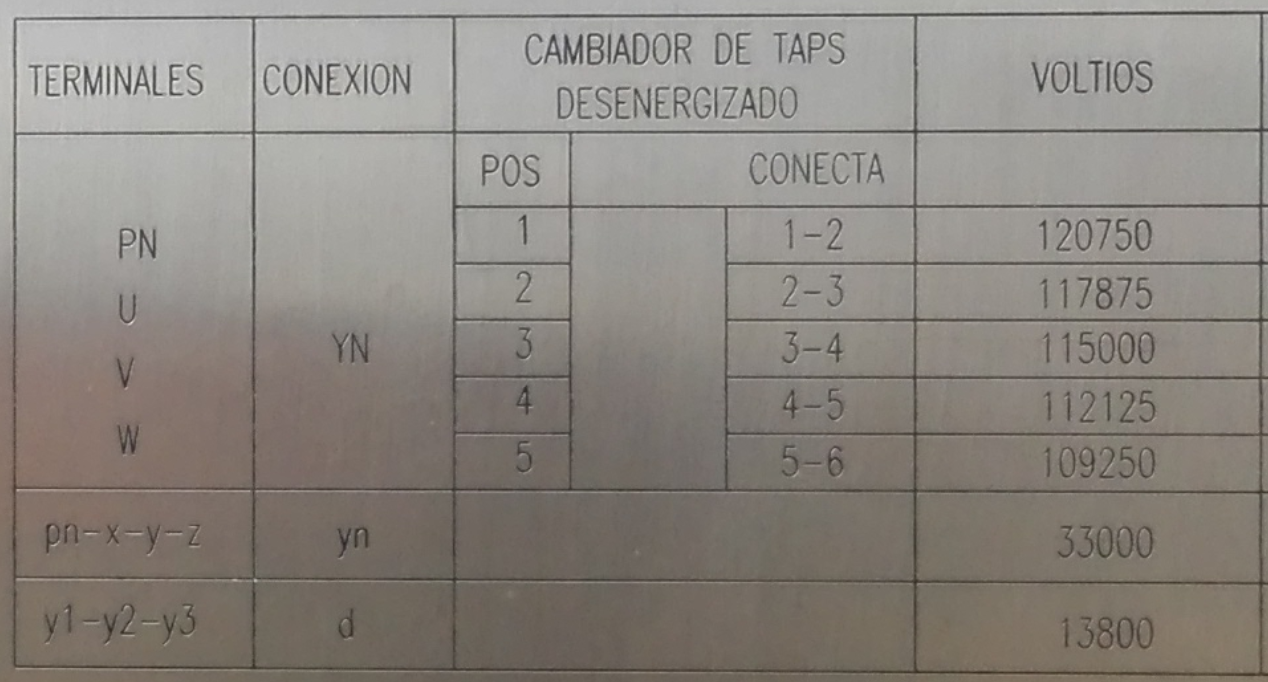 TERMINALES CONEXION CAMBIADOR DE TAPS DESENERGIZADO VOLTIOS
POS CONECTA
1 1-2 120750
PN
2 2-3 117875
U
YN 3 3-4 115000
V
4 4-5 112125
W
5 5-6 109250
pn-x-y-z yn 33000
y1-y2-y3 d 13800